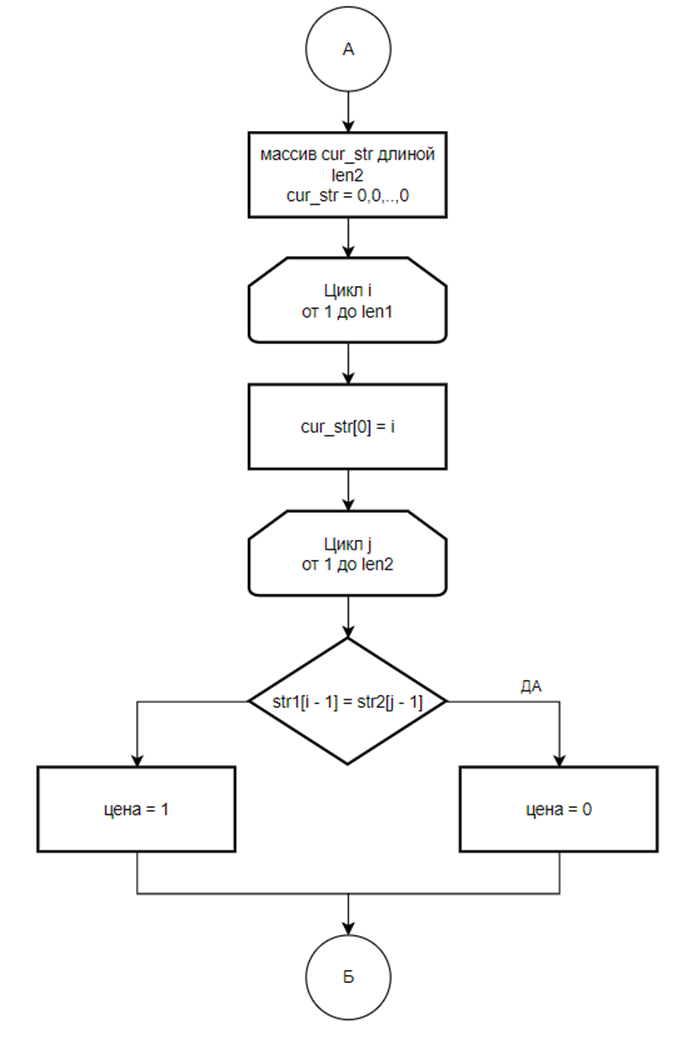 А
массив cur_str длиной
len2
cur_str = 0,0,..,0
Цикл i
от 1 до len1
cur_str[0] = i
Цикл j
от 1 до len2
str1[i - 1] = str2[j - 1]
ДА
цена = 1
цена = 0
Б